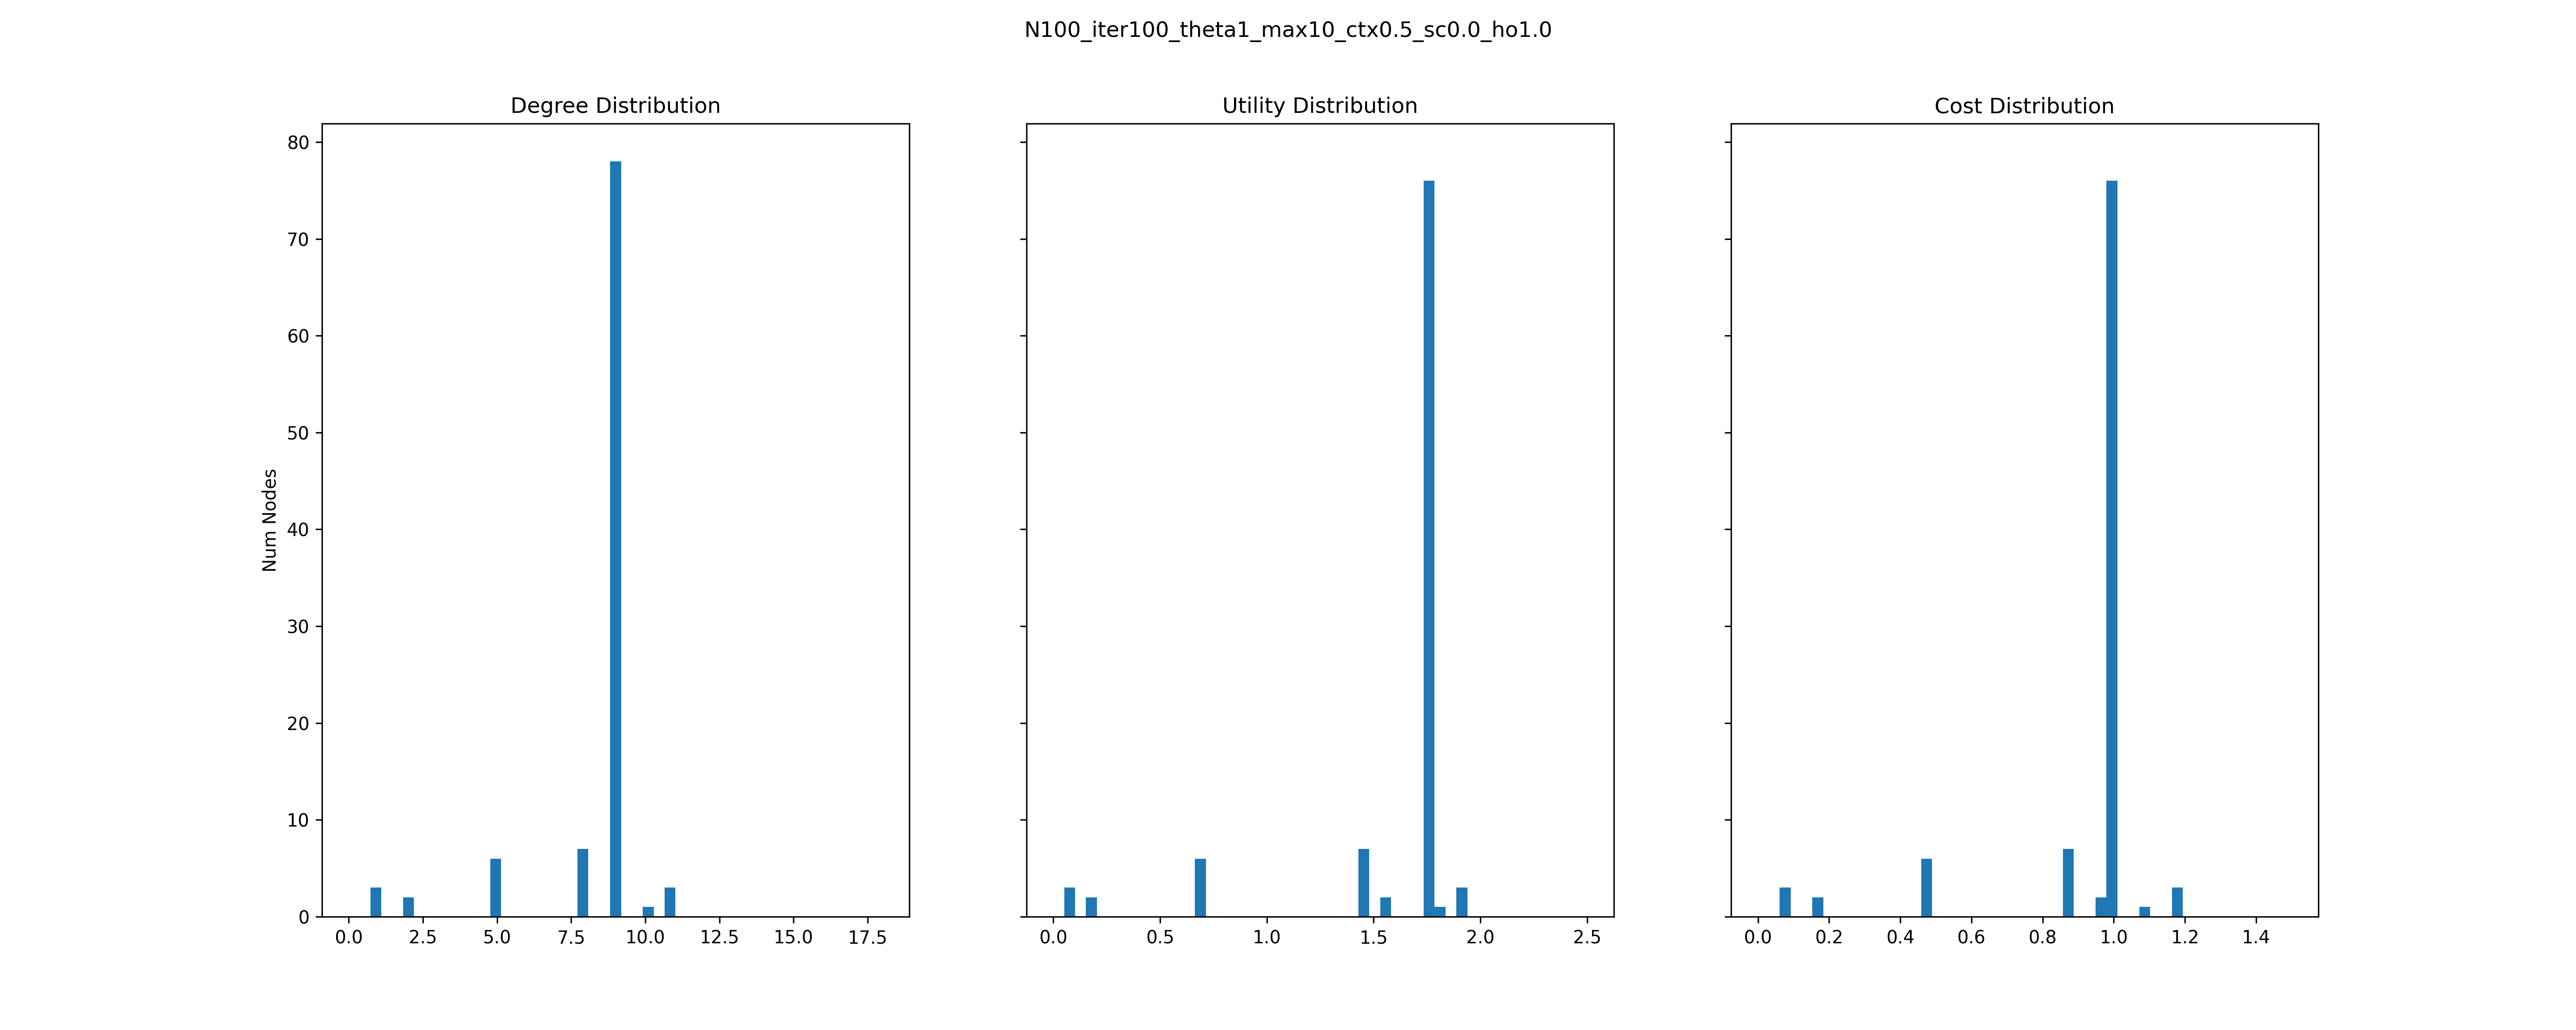 N100_iter100_theta1_max10_ctx0.5_sc0.0_ho1.0
Degree Distribution
Utility Distribution
Cost Distribution
Num Nodes
80
70
60
50
40
30
20
10
0
0.0 2.5 5.0 7.5 10.0 12.5 15.0 17.5
0.0 0.5 1.0 1.5 2.0 2.5
0.0 0.2 0.4 0.6 0.8 1.0 1.2 1.4